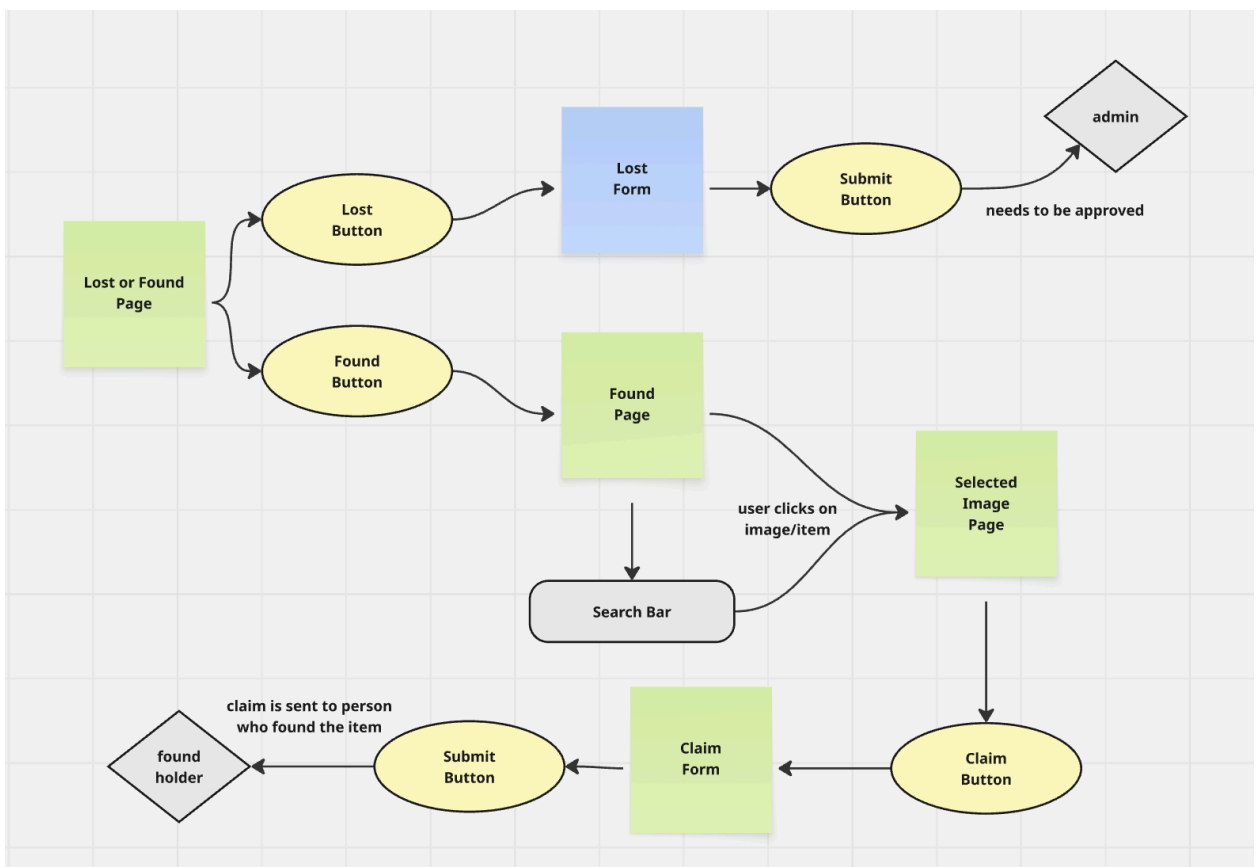 admin
Lost
Form
Submit
Button
needs to be approved
Lost
Button
Lost or Found
Page
Found
Button
Found
Page
user clicks on
image/item
Selected
Image
Page
Search Bar
claim is sent to person
who found the item
found
holder
Submit
Button
Claim
Form
Claim
Button